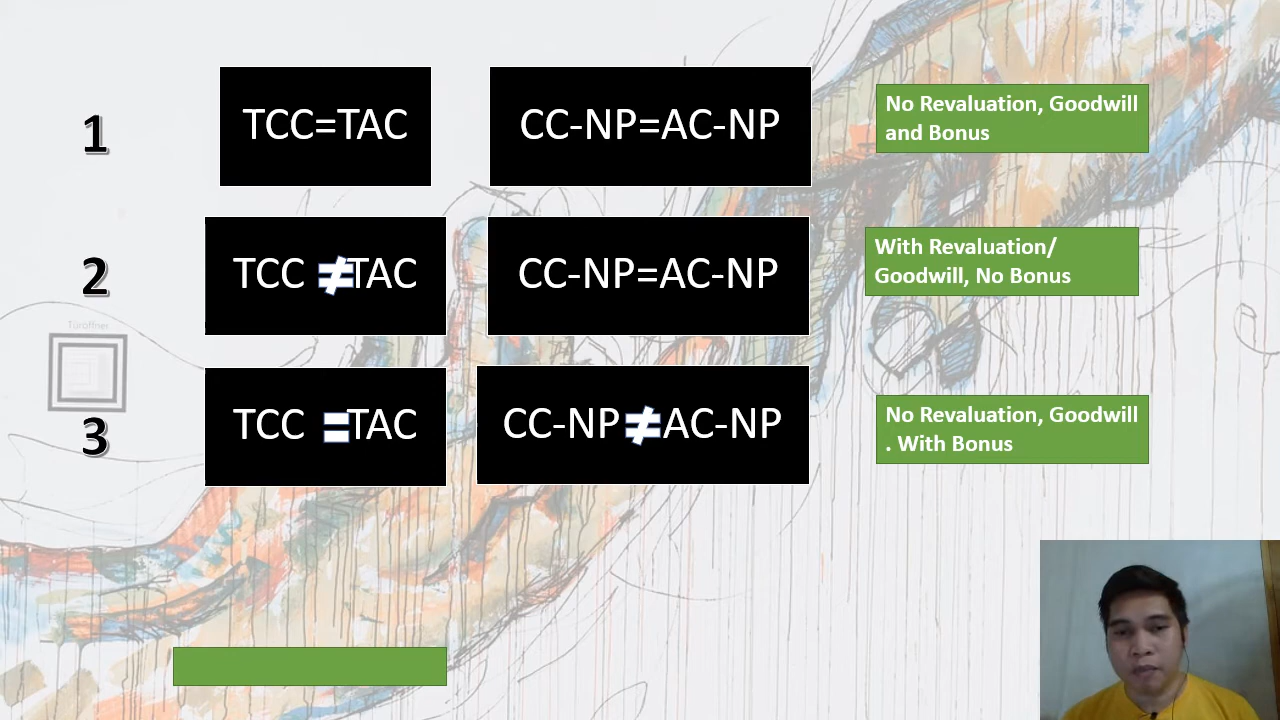 1
TCC=TAC
CC-NP=AC-NP
No Revaluation, Goodwill
and Bonus
2
TCC ≠TAC
CC-NP=AC-NP
With Revaluation/
Goodwill, No Bonus
Türöffner
3
TCC =TAC
CC-NP≠AC-NP
No Revaluation, Goodwill
. With Bonus